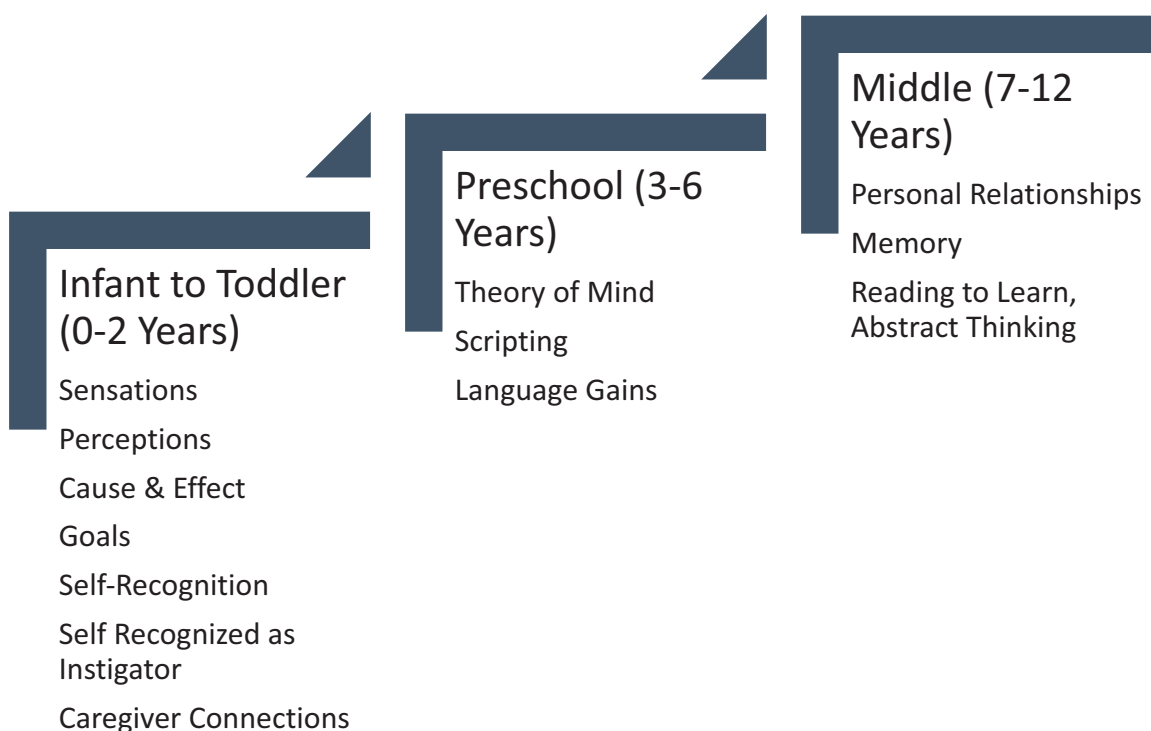 Infant to Toddler
(0-2 Years)
Sensations
Perceptions
Cause & Effect
Goals
Self-Recognition
Self Recognized as
Instigator
Caregiver Connections
Preschool (3-6
Years)
Theory of Mind
Scripting
Language Gains
Middle (7-12
Years)
Personal Relationships
Memory
Reading to Learn,
Abstract Thinking